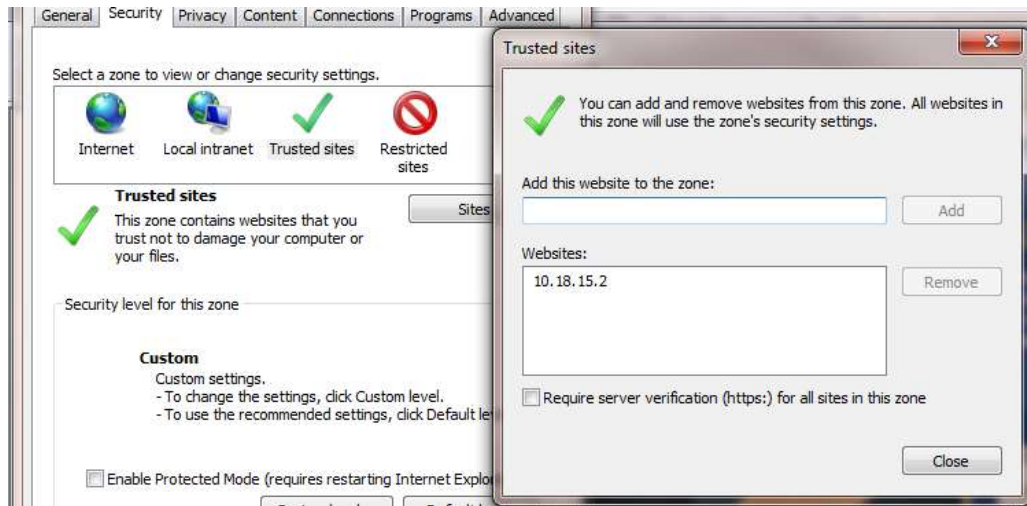 General Security Privacy Content Connections Programs Advanced
Select a zone to view or change security settings.
Internet Local intranet Trusted sites Restricted
sites
Trusted sites
This zone contains websites that you
trust not to damage your computer or
your files.
Sites
Security level for this zone
Custom
Custom settings.
- To change the settings, click Custom level.
- To use the recommended settings, click Default le
Enable Protected Mode (requires restarting Internet Explo
Trusted sites
You can add and remove websites from this zone. All websites in
this zone will use the zone's security settings.
Add this website to the zone:
Add
Websites:
10.18.15.2
Remove
Require server verification (https:) for all sites in this zone
Close